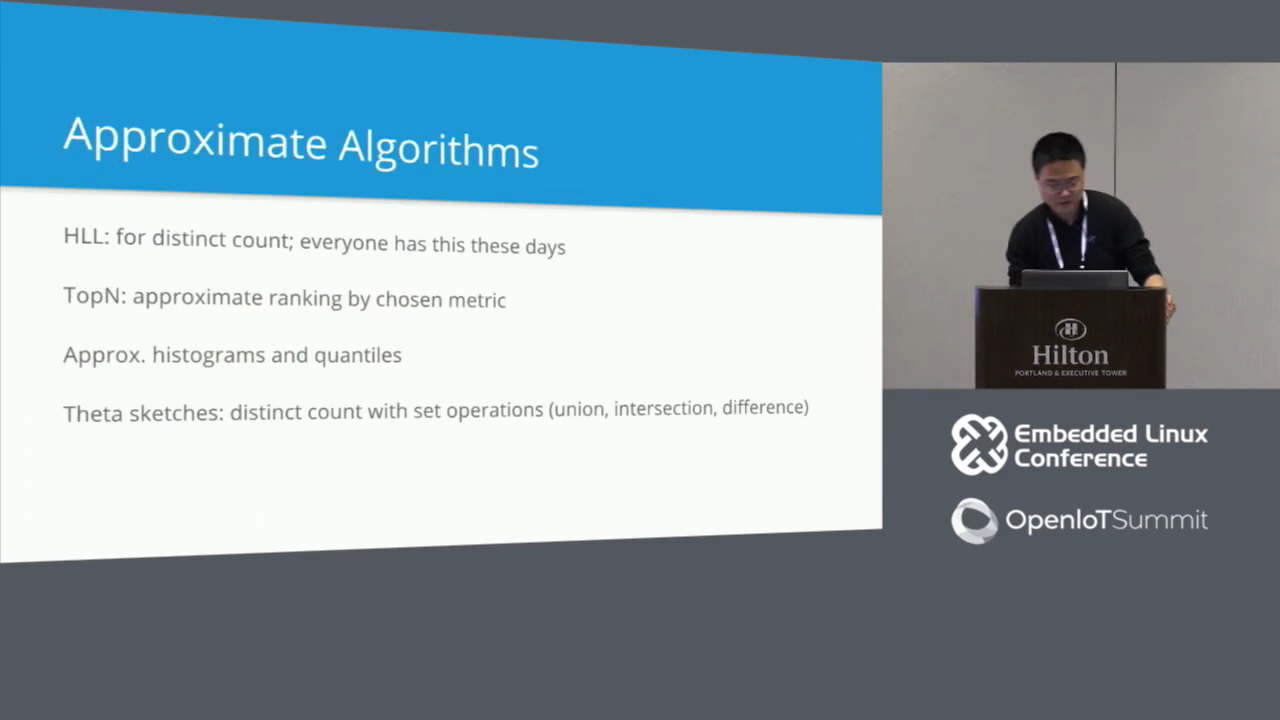 Approximate Algorithms
HLL: for distinct count; everyone has this these days
TopN: approximate ranking by chosen metric
Approx. histograms and quantiles
Theta sketches: distinct count with set operations (union, intersection, difference)
Hilton
PORTLAND & EXECUTIVE TOWER
Embedded Linux
Conference
OpenIoTSummit